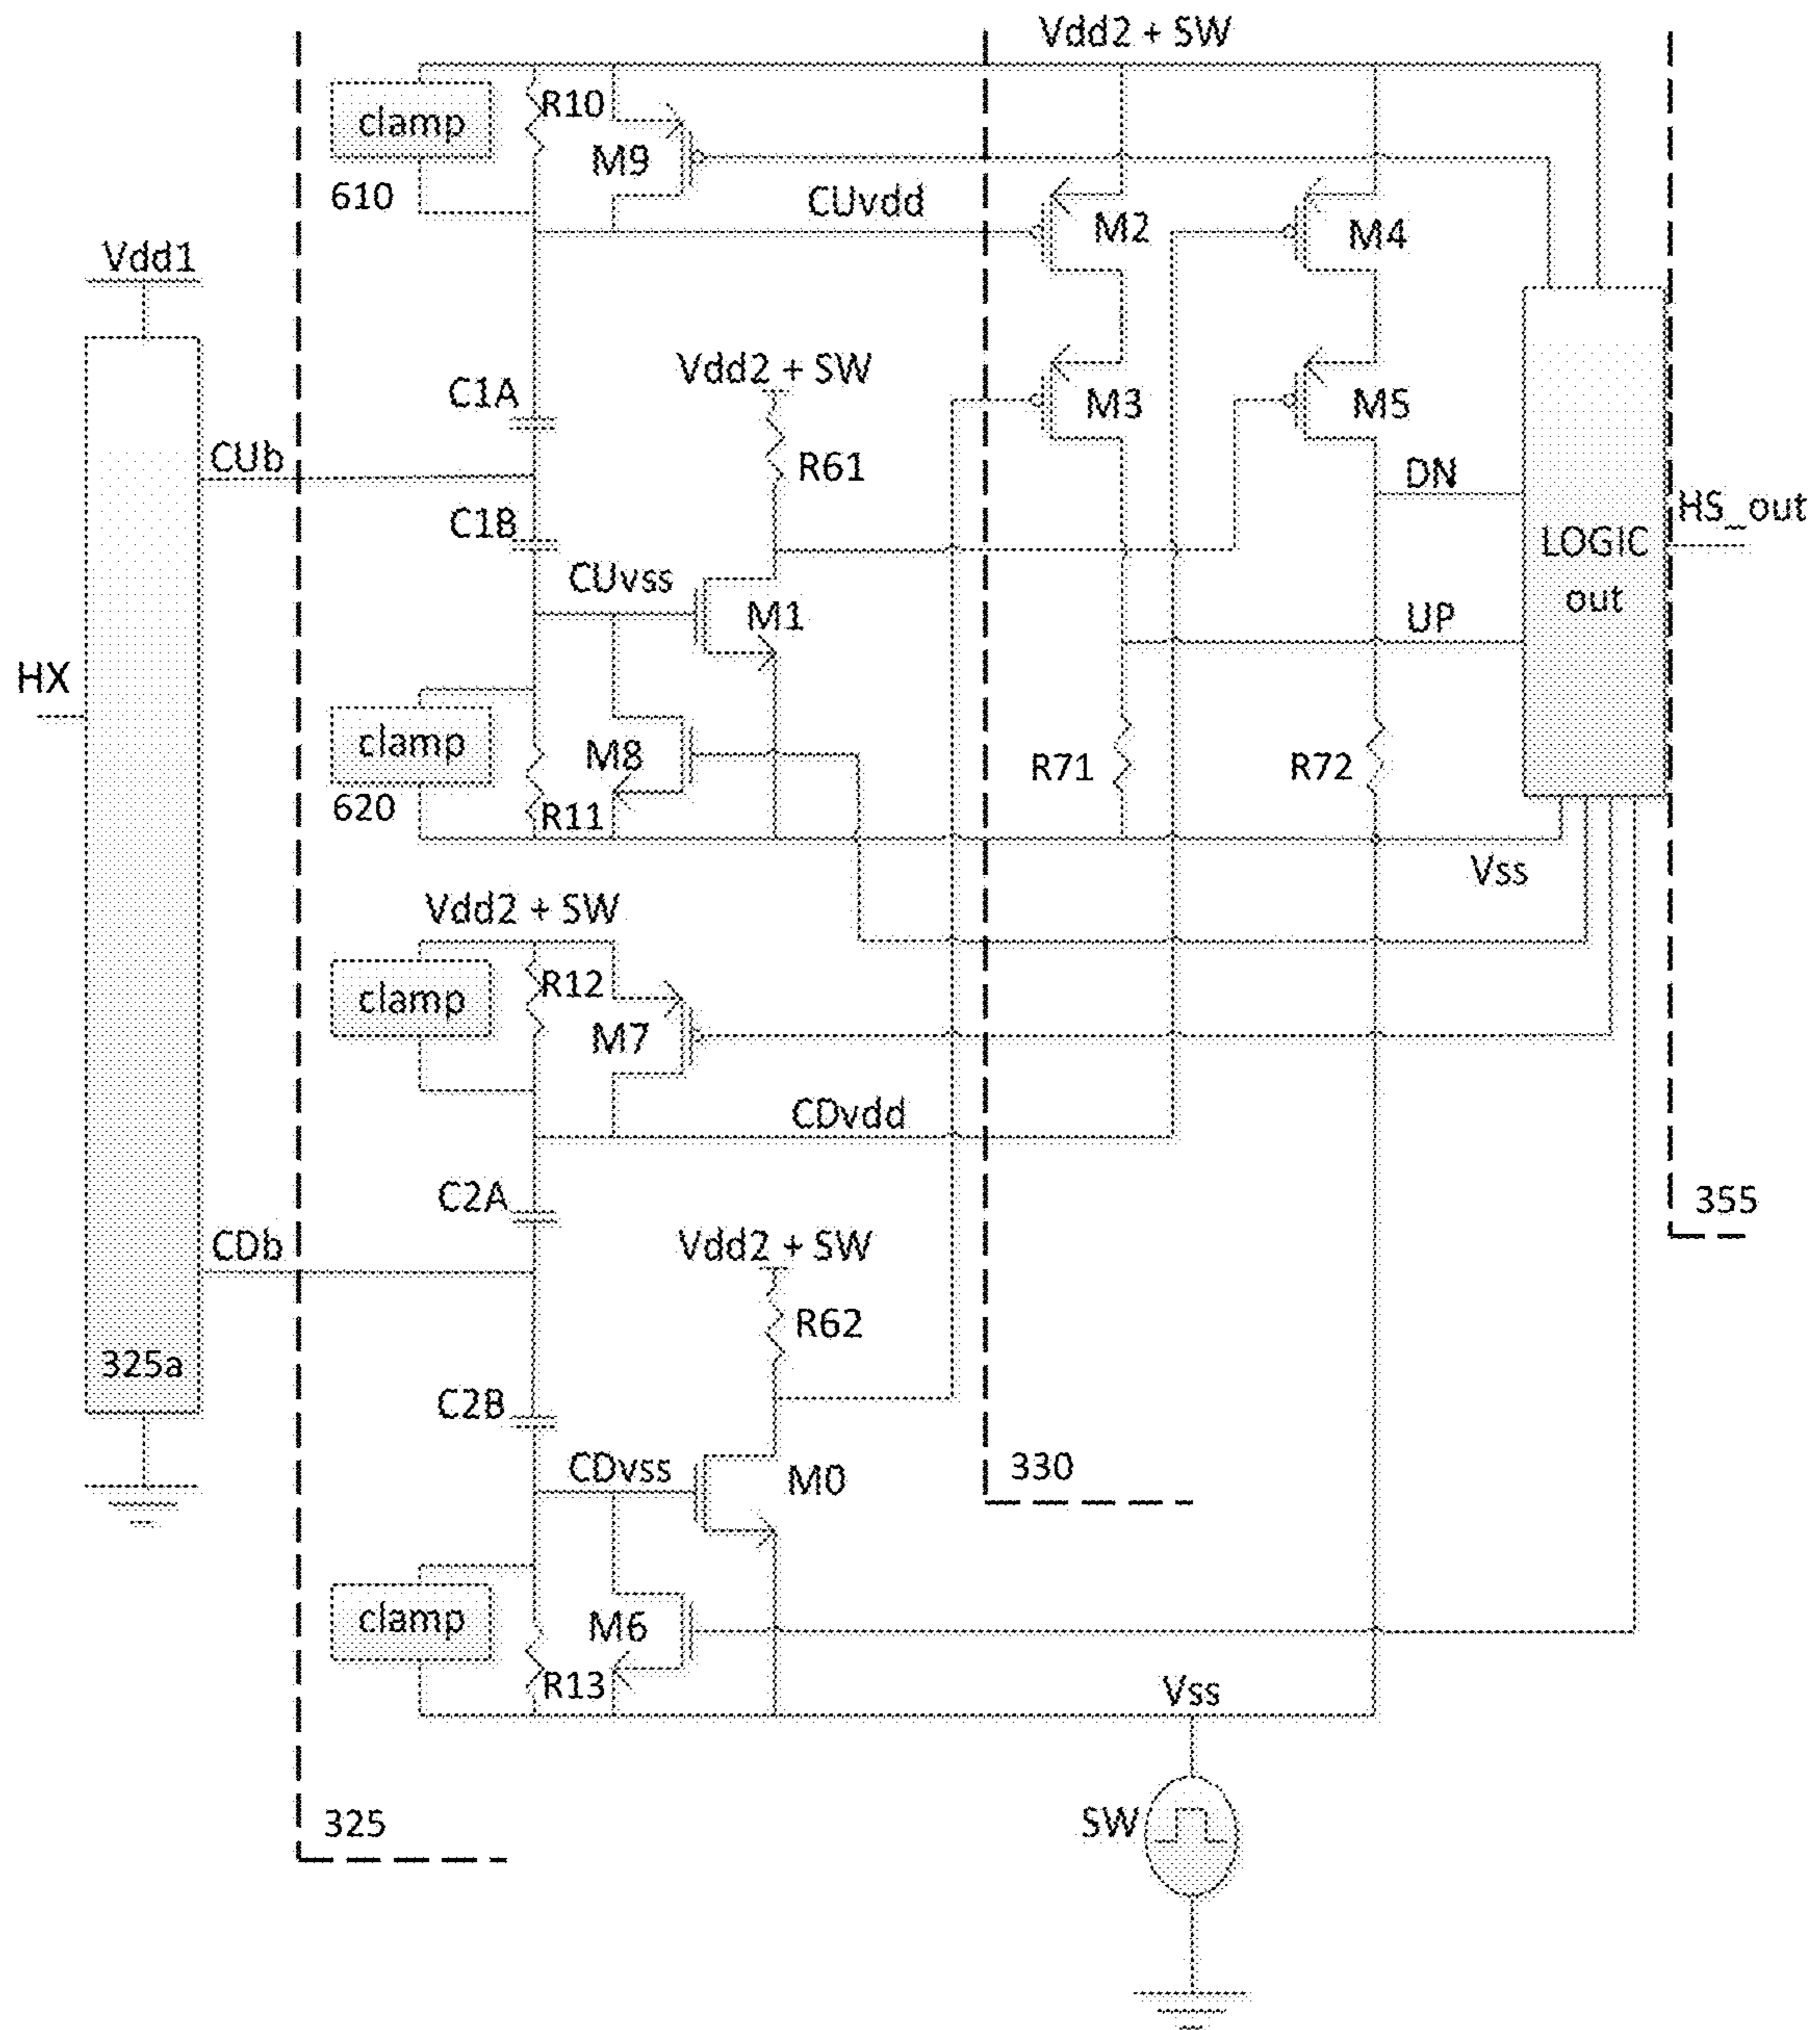 Vdd2 + SW
R10
clamp
M9
610
CUvdd
M2
M4
Vdd1
C1A
Vdd2 + SW
M3
M5
R61
CUb
DN
HS_out
C1B
LOGIC
out
CUvss
M1
UP
HX
clamp
M8
R71
R72
620
R11
Vss
Vdd2 + SW
R12
clamp
M7
CDvdd
C2A
355
CDb
Vdd2 + SW
R62
325a
C2B
CDvss
M0
330
clamp
M6
R13
Vss
325
SW